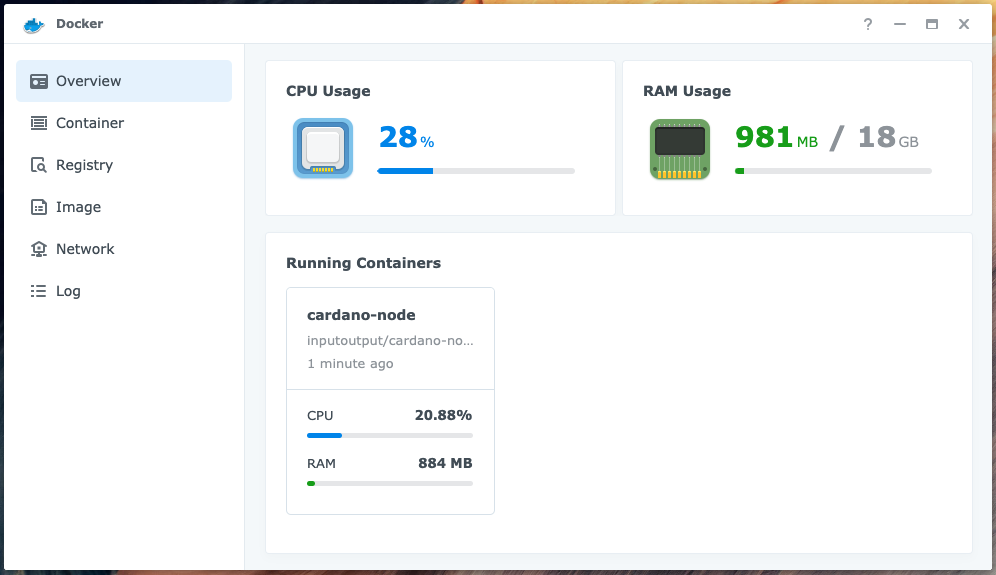 Docker
?
Overview
Container
Registry
Image
Network
Log
CPU Usage
28 %
RAM Usage
981 MB / 18 GB
Running Containers
cardano-node
inputoutput/cardano-no...
1 minute ago
CPU 20.88%
RAM 884 MB